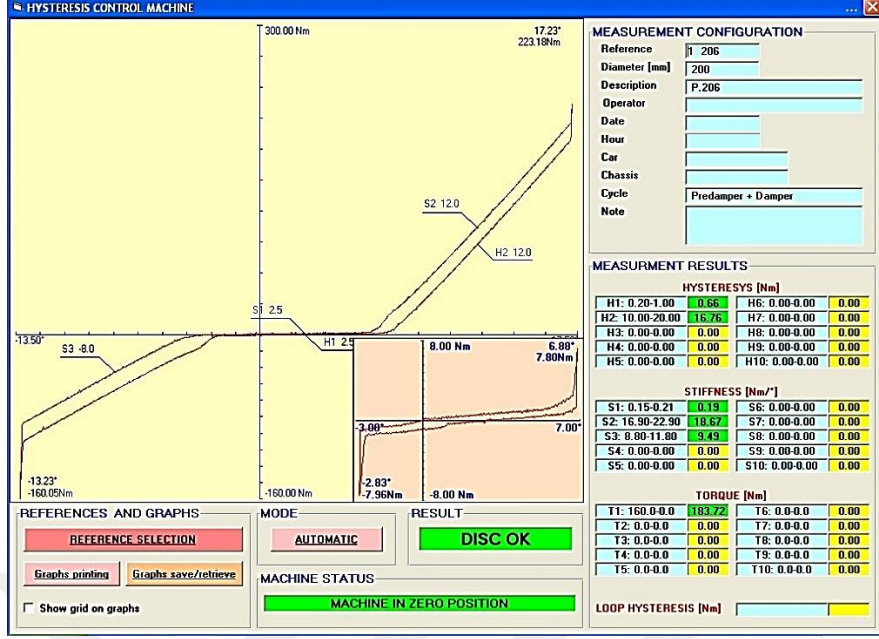 HYSTERESIS CONTROL MACHINE
300.00 Nm
17.23°
223.18Nm
S2 12.0
H2 12.0
S1 2.5
H1 2.5
-13.50°
S3 -8.0
-13.23°
-160.05Nm
-160.00 Nm
8.00 Nm
6.88°
7.80Nm
-3.00°
7.00°
-2.83°
-7.96Nm
-8.00 Nm
MEASUREMENT CONFIGURATION
Reference 1 206
Diameter [mm] 200
Description P.206
Operator
Date
Hour
Car
Chassis
Cycle Predamper + Damper
Note
MEASURMENT RESULTS
HYSTERESYS [Nm]
H1: 0.20-1.00 0.66 H6: 0.00-0.00 0.00
H2: 10.00-20.00 16.76 H7: 0.00-0.00 0.00
H3: 0.00-0.00 0.00 H8: 0.00-0.00 0.00
H4: 0.00-0.00 0.00 H9: 0.00-0.00 0.00
H5: 0.00-0.00 0.00 H10: 0.00-0.00 0.00
STIFFNESS [Nm/°]
S1: 0.15-0.21 0.19 S6: 0.00-0.00 0.00
S2: 16.90-22.90 18.67 S7: 0.00-0.00 0.00
S3: 8.80-11.80 9.49 S8: 0.00-0.00 0.00
S4: 0.00-0.00 0.00 S9: 0.00-0.00 0.00
S5: 0.00-0.00 0.00 S10: 0.00-0.00 0.00
TORQUE [Nm]
T1: 160.0-0.0 183.72 T6: 0.0-0.0 0.00
T2: 0.0-0.0 0.00 T7: 0.0-0.0 0.00
T3: 0.0-0.0 0.00 T8: 0.0-0.0 0.00
T4: 0.0-0.0 0.00 T9: 0.0-0.0 0.00
T5: 0.0-0.0 0.00 T10: 0.0-0.0 0.00
LOOP HYSTERESIS [Nm]
REFERENCES AND GRAPHS
REFERENCE SELECTION
Graphs printing Graphs save/retrieve
Show grid on graphs
MODE
AUTOMATIC
RESULT
DISC OK
MACHINE STATUS
MACHINE IN ZERO POSITION